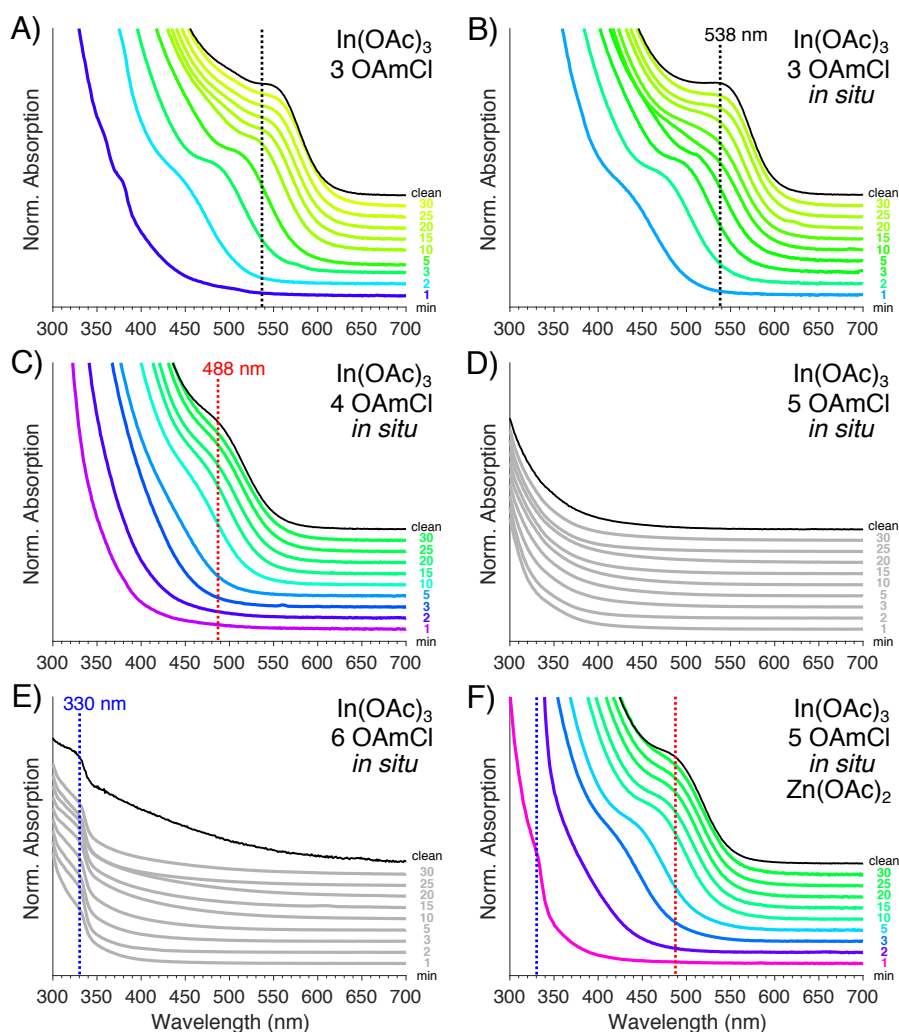 A)
In(OAc)3
3 OAmCl
Norm. Absorption
clean
30
25
20
15
10
5
3
2
1
min
300 350 400 450 500 550 600 650 700
B)
538 nm
In(OAc)3
3 OAmCl
in situ
Norm. Absorption
clean
30
25
20
15
10
5
3
2
1
min
300 350 400 450 500 550 600 650 700
C)
488 nm
In(OAc)3
4 OAmCl
in situ
Norm. Absorption
clean
30
25
20
15
10
5
3
2
1
min
300 350 400 450 500 550 600 650 700
D)
In(OAc)3
5 OAmCl
in situ
Norm. Absorption
clean
30
25
20
15
10
5
3
2
1
min
300 350 400 450 500 550 600 650 700
E)
330 nm
In(OAc)3
6 OAmCl
in situ
Norm. Absorption
clean
30
25
20
15
10
5
3
2
1
min
300 350 400 450 500 550 600 650 700
Wavelength (nm)
F)
In(OAc)3
5 OAmCl
in situ
Zn(OAc)2
Norm. Absorption
clean
30
25
20
15
10
5
3
2
1
min
300 350 400 450 500 550 600 650 700
Wavelength (nm)